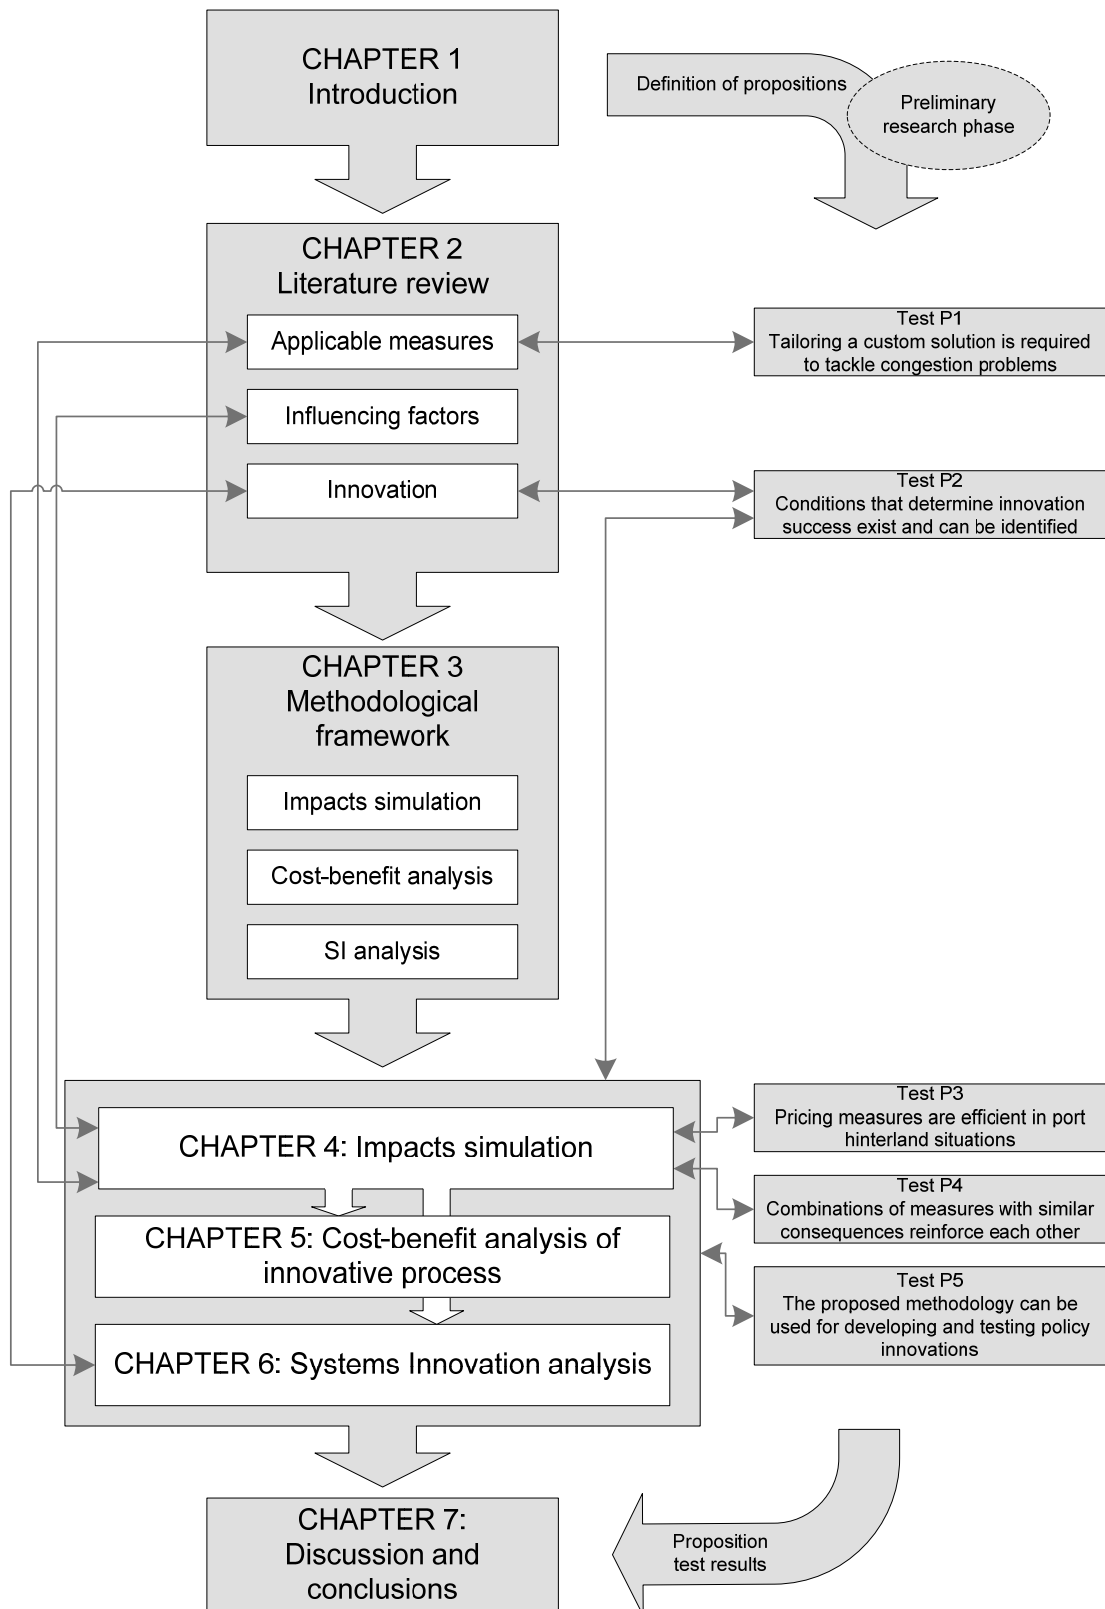 CHAPTER 1
Introduction
Definition of propositions
Preliminary
research phase
CHAPTER 2
Literature review
Applicable measures
Influencing factors
Innovation
Test P1
Tailoring a custom solution is required
to tackle congestion problems
Test P2
Conditions that determine innovation
success exist and can be identified
CHAPTER 3
Methodological
framework
Impacts simulation
Cost-benefit analysis
SI analysis
CHAPTER 4: Impacts simulation
CHAPTER 5: Cost-benefit analysis of
innovative process
CHAPTER 6: Systems Innovation analysis
Test P3
Pricing measures are efficient in port
hinterland situations
Test P4
Combinations of measures with similar
consequences reinforce each other
Test P5
The proposed methodology can be
used for developing and testing policy
innovations
CHAPTER 7:
Discussion and
conclusions
Proposition
test results